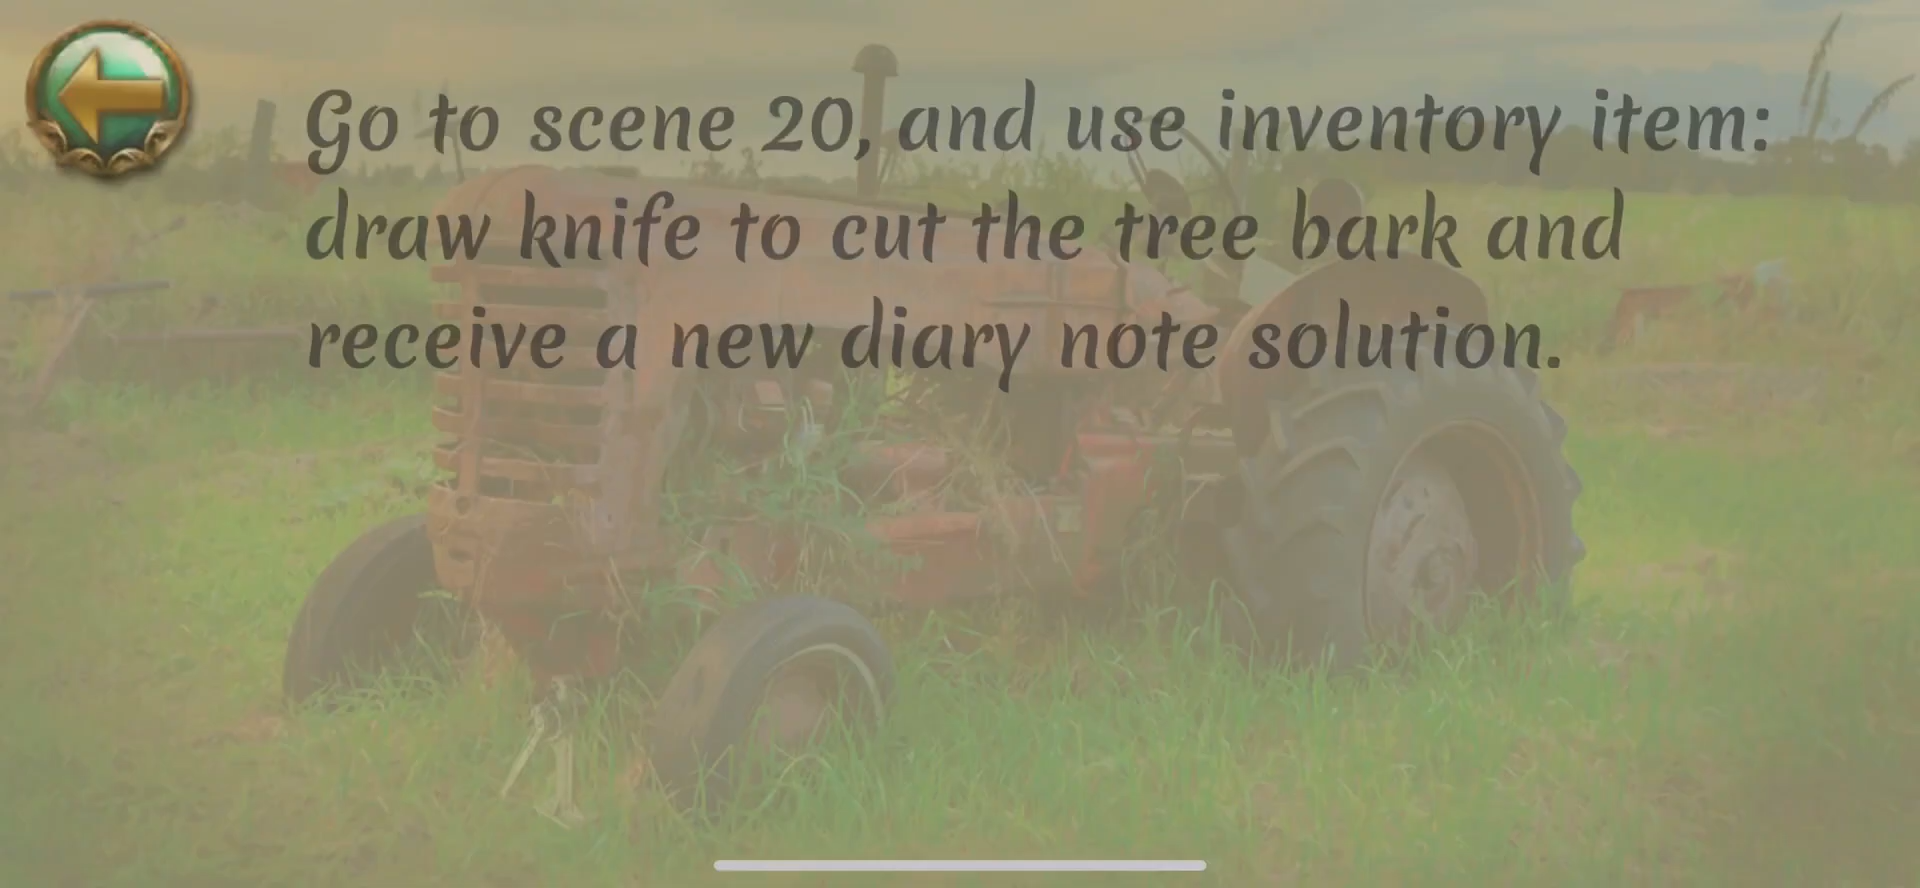 Go to scene 20, and use inventory item:
draw knife to cut the tree bark and
receive a new diary note solution.